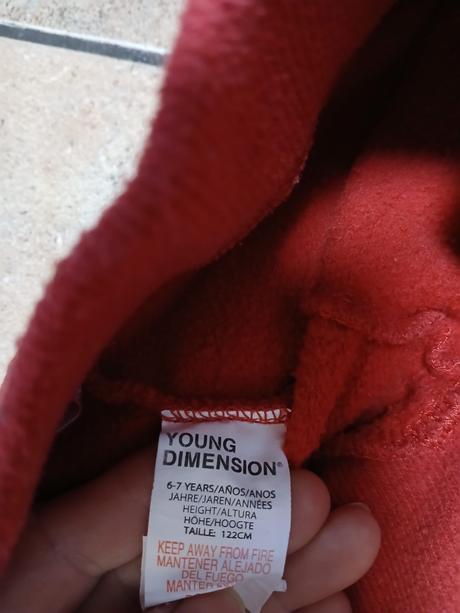 YOUNG
DIMENSION®
6-7 YEARS/AÑOS/ANOS
JAHRE/JAREN/ANNÉES
HEIGHT/ALTURA
HÖHE/HOOGTE
TAILLE: 122CM
KEEP AWAY FROM FIRE
MANTENER ALEJADO
DEL FUEGO